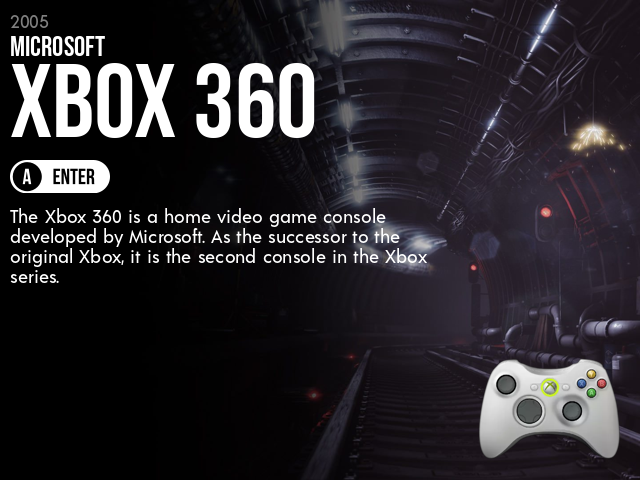 2005
MICROSOFT
XBOX 360
A ENTER
The Xbox 360 is a home video game console
developed by Microsoft. As the successor to the
original Xbox, it is the second console in the Xbox
series.